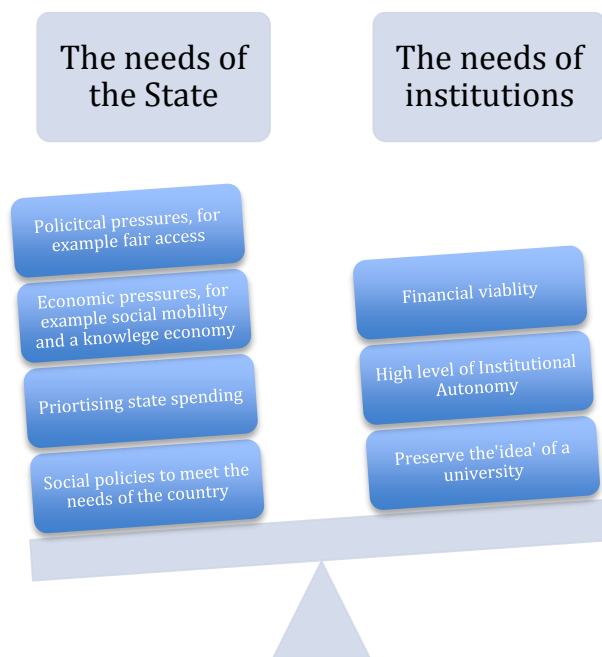 The needs of
the State
The needs of
institutions
Policitcal pressures, for
example fair access
Economic pressures, for
example social mobility
and a knowlege economy
Priortising state spending
Social policies to meet the
needs of the country
Financial viablity
High level of Institutional
Autonomy
Preserve the'idea' of a
university